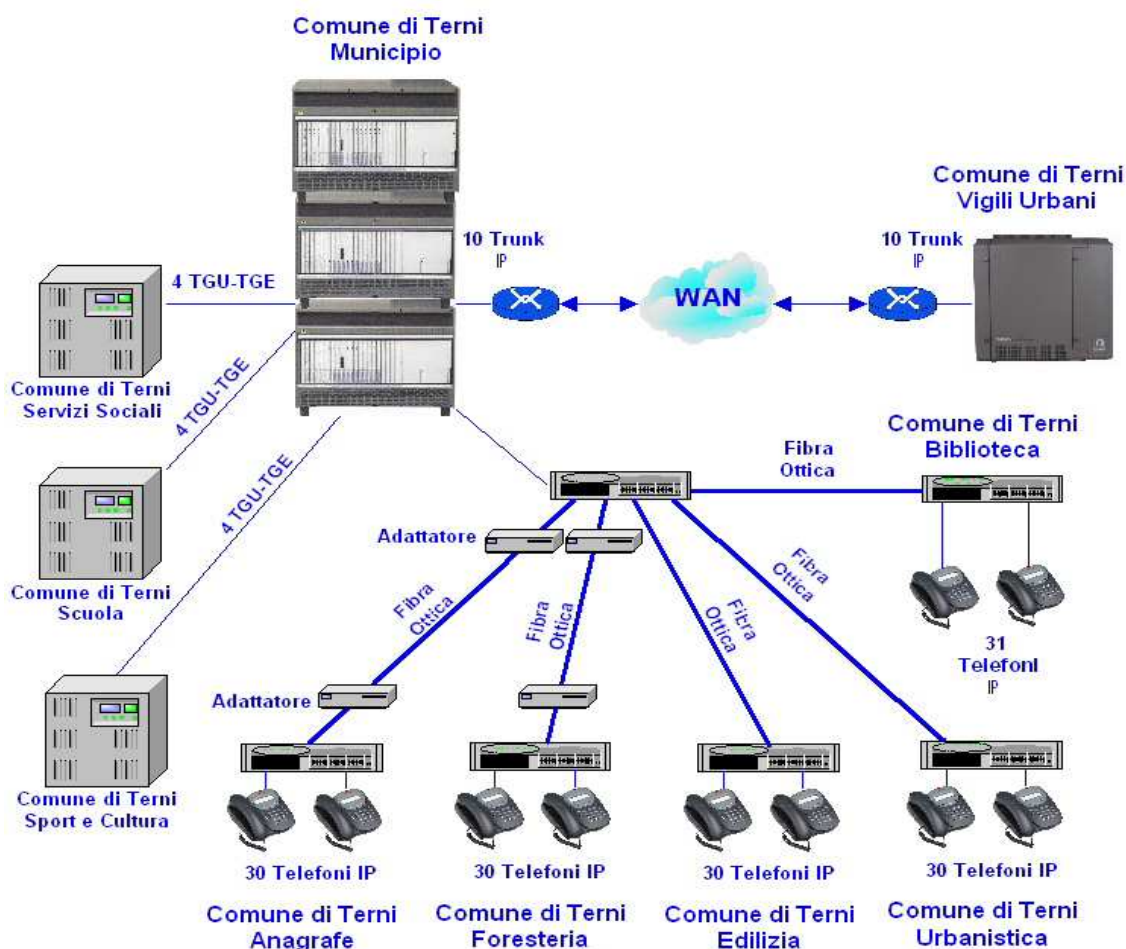 Comune di Terni
Municipio
Comune di Terni
Vigili Urbani
10 Trunk
IP
10 Trunk
IP
WAN
4 TGU-TGE
Comune di Terni
Servizi Sociali
4 TGU-TGE
Comune di Terni
Scuola
4 TGU-TGE
Comune di Terni
Sport e Cultura
Comune di Terni
Biblioteca
Fibra
Ottica
31
Telefoni
IP
Adattatore
Fibra
Ottica
Fibra
Ottica
Fibra
Ottica
Fibra
Ottica
Adattatore
30 Telefoni IP
30 Telefoni IP
30 Telefoni IP
30 Telefoni IP
Comune di Terni
Anagrafe
Comune di Terni
Foresteria
Comune di Terni
Edilizia
Comune di Terni
Urbanistica